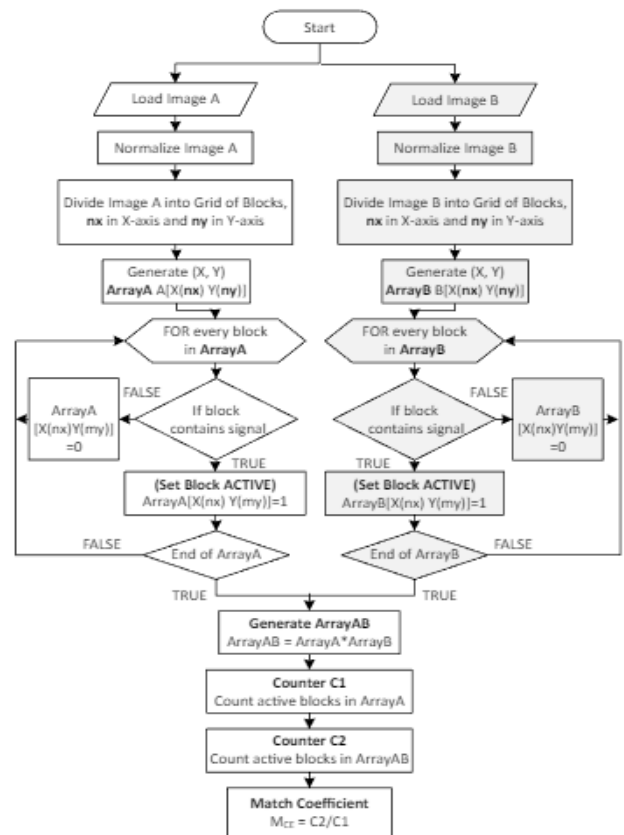 Start
Load Image A
Normalize Image A
Divide Image A into Grid of Blocks,
nx in X-axis and ny in Y-axis
Generate (X, Y)
ArrayA A[X(nx) Y(ny)]
FOR every block
in ArrayA
If block
contains signal
FALSE
ArrayA
[X(nx)Y(my)]
=0
TRUE
(Set Block ACTIVE)
ArrayA[X(nx) Y(my)]=1
End of ArrayA
FALSE
TRUE
Load Image B
Normalize Image B
Divide Image B into Grid of Blocks,
nx in X-axis and ny in Y-axis
Generate (X, Y)
ArrayB B[X(nx) Y(ny)]
FOR every block
in ArrayB
If block
contains signal
FALSE
ArrayB
[X(nx)Y(my)]
=0
TRUE
(Set Block ACTIVE)
ArrayB[X(nx) Y(my)]=1
End of ArrayB
FALSE
TRUE
Generate ArrayAB
ArrayAB = ArrayA*ArrayB
Counter C1
Count active blocks in ArrayA
Counter C2
Count active blocks in ArrayAB
Match Coefficient
= C2/C1